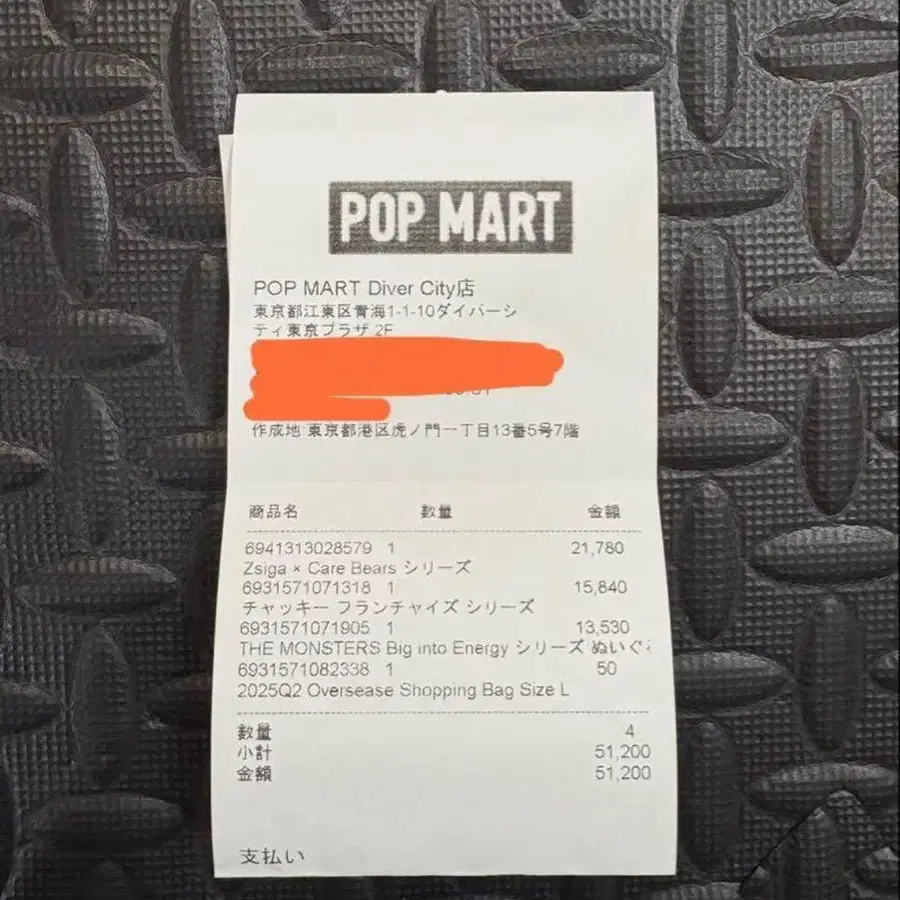 POP MART
POP MART Diver City店
東京都江東区青海1-1-10ダイバーシ
ティ東京プラザ 2F
作成地:東京都港区虎ノ門一丁目13番5号7階
商品名 数量 金額
6941313028579 1 21,780
Zsiga × Care Bears シリーズ
6931571071318 1 15,840
チャッキー フランチャイズ シリーズ
6931571071905 1 13,530
THE MONSTERS Big into Energy シリーズ ぬいぐ
6931571082338 1 50
2025Q2 Oversease Shopping Bag Size L
数量 4
小計 51,200
金額 51,200
支払い